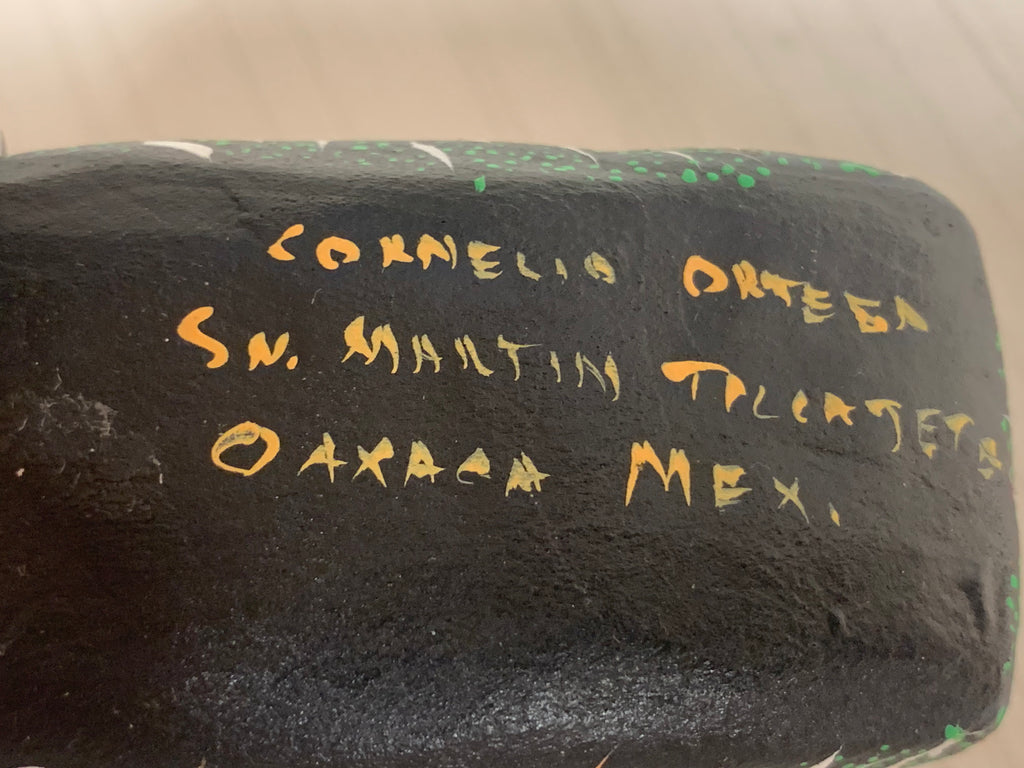 CORNELIO ORTEGA
SN. MARTIN TILCAJETE
OAXACA MEX.